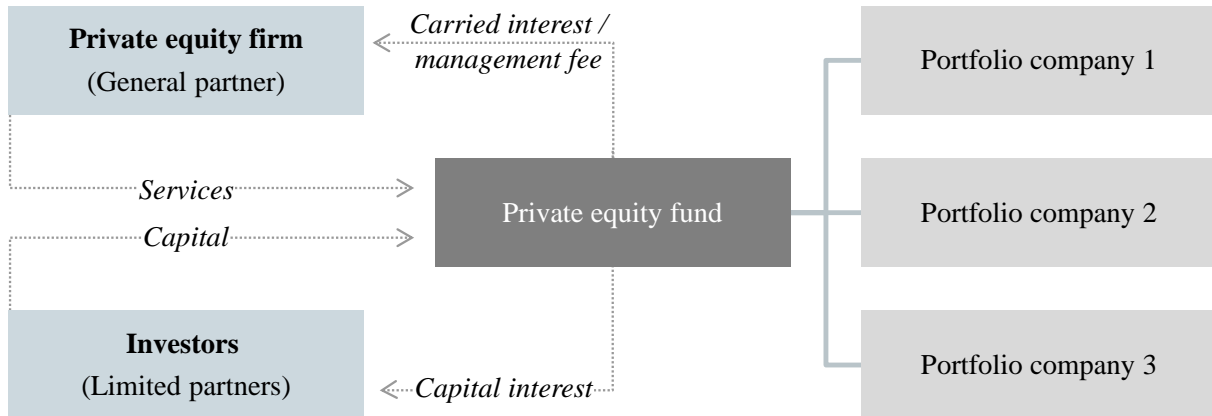 Private equity firm
(General partner)
Carried interest /
management fee
Portfolio company 1
Services
Capital
Private equity fund
Portfolio company 2
Investors
(Limited partners)
Capital interest
Portfolio company 3